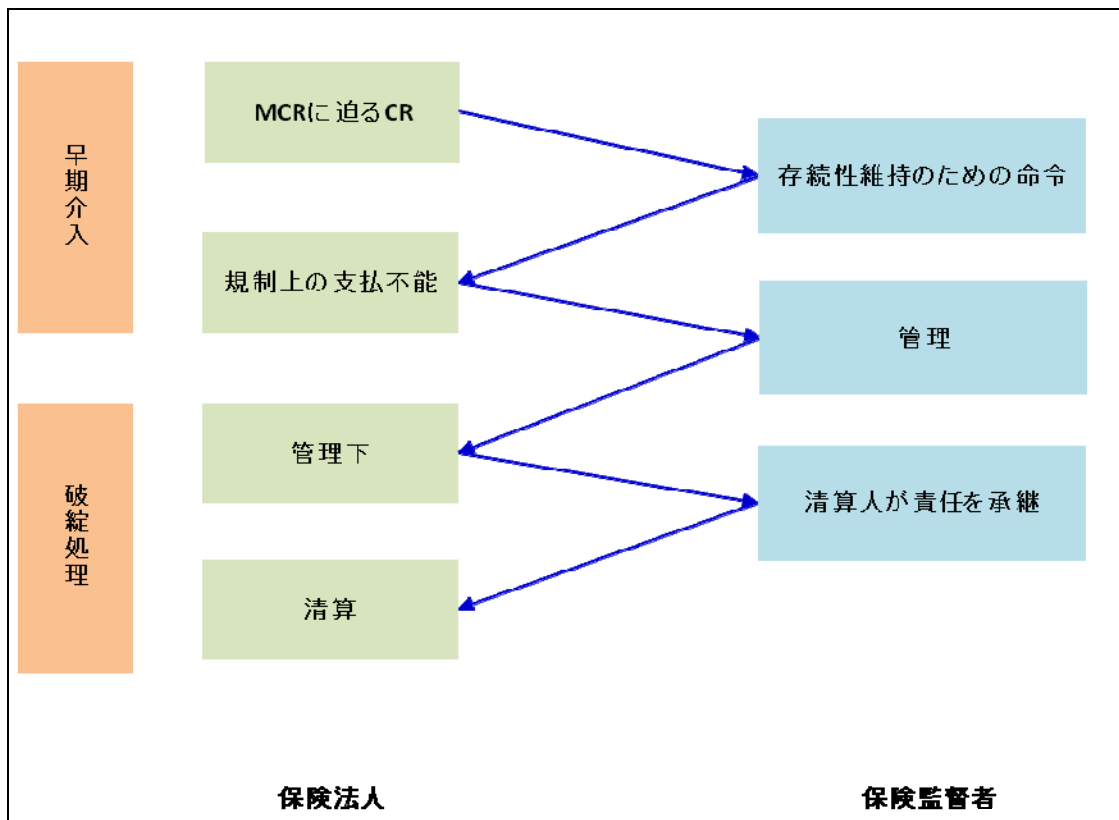 早期介入
MCRに迫るCR
存続性維持のための命令
規制上の支払不能
管理
破綻処理
管理下
清算人が責任を承継
清算
保険法人
保険監督者